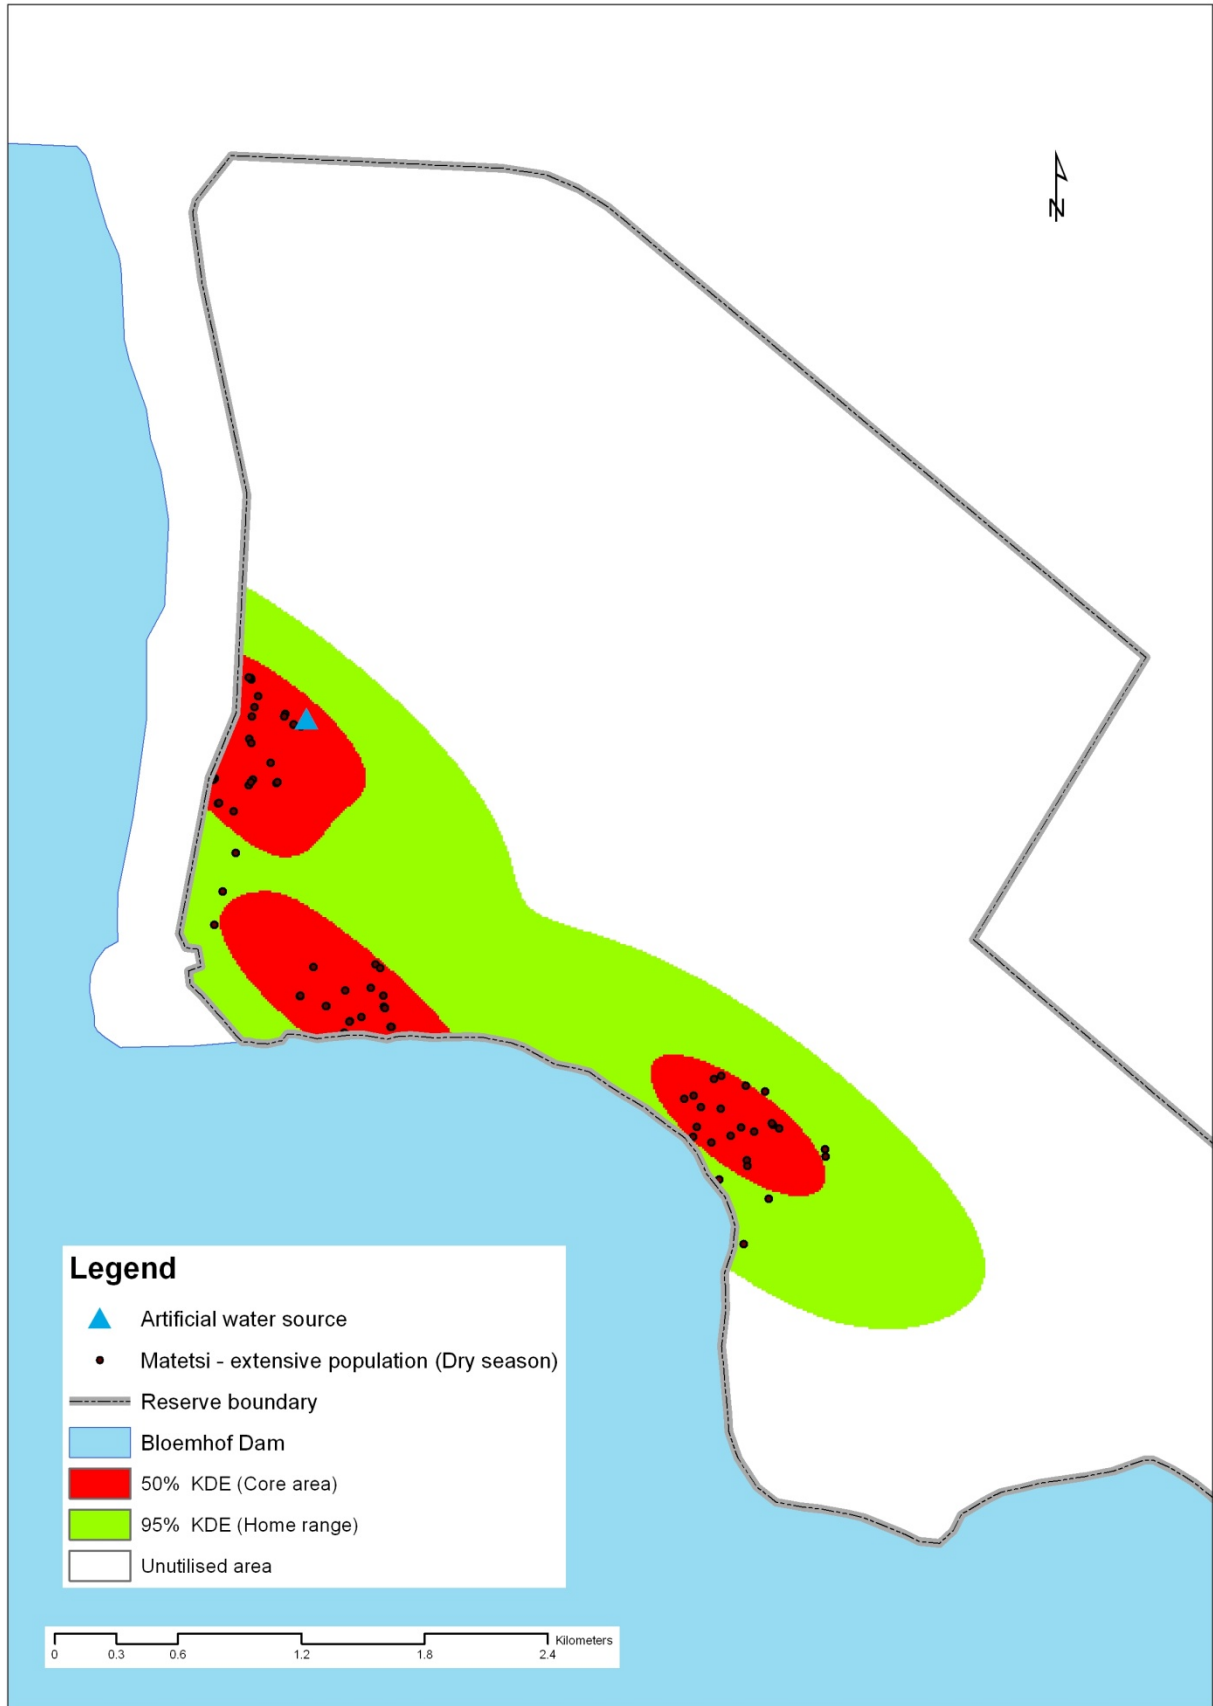 N
Legend
Artificial water source
Matetsi - extensive population (Dry season)
Reserve boundary
Bloemhof Dam
50% KDE (Core area)
95% KDE (Home range)
Unutilised area
Kilometers
0 0.3 0.6 1.2 1.8 2.4